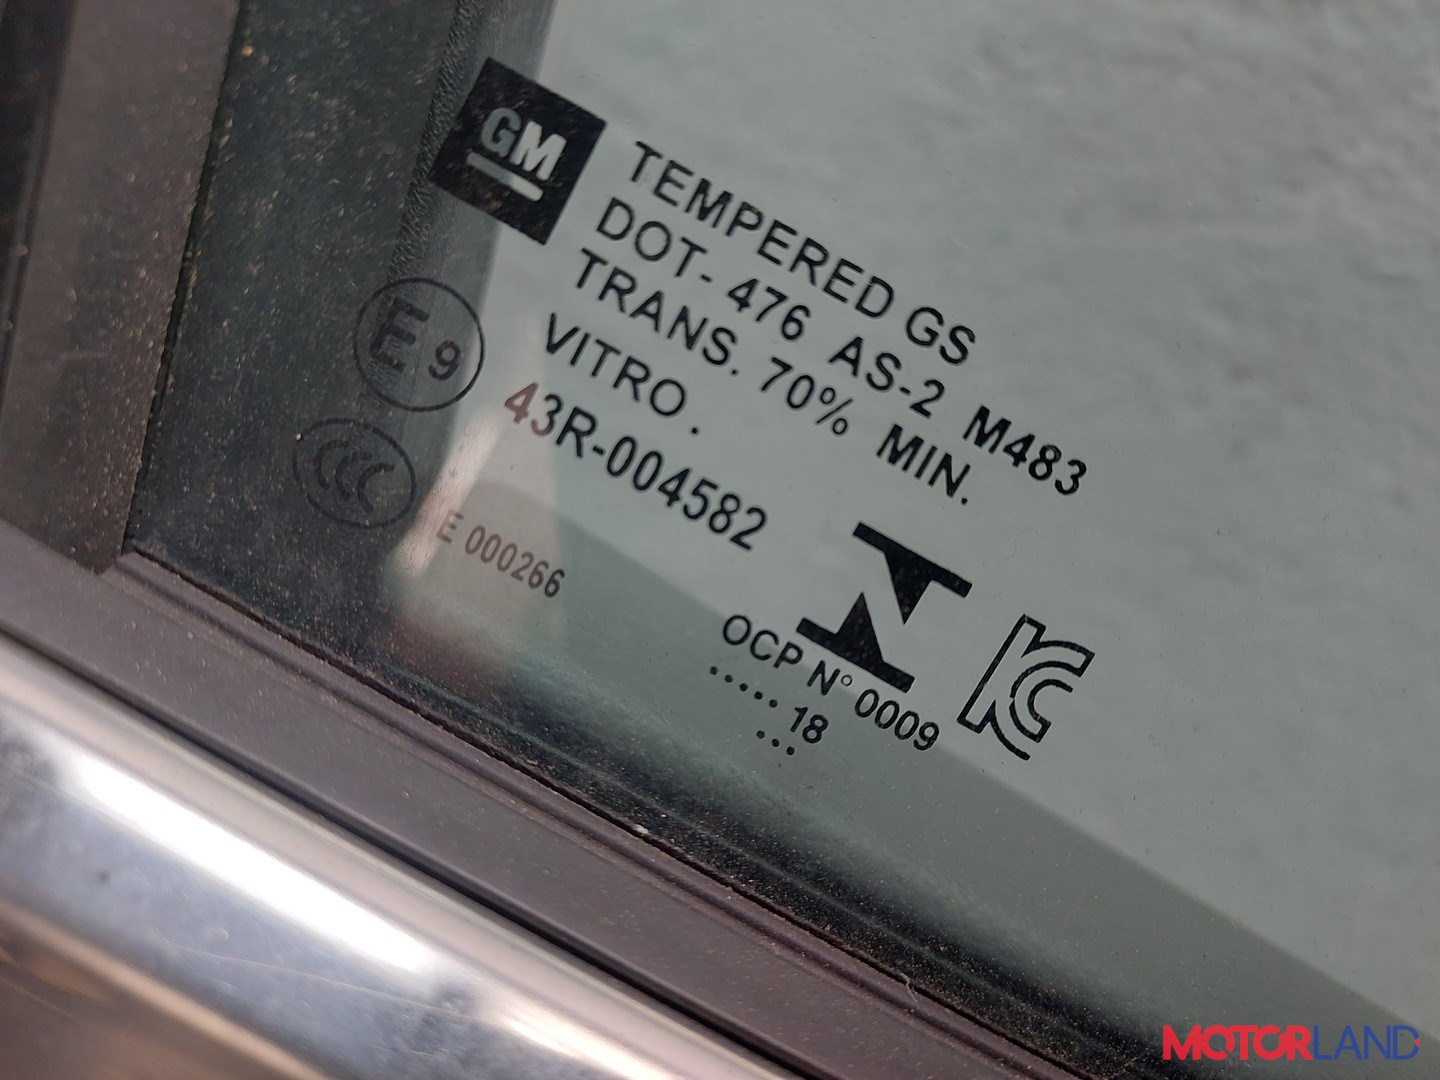 GM
TEMPERED GS
DOT- 476 AS-2 M483
TRANS. 70% MIN.
VITRO .
E 9
43R-004582
CCC
E 000266
OCP N° 0009
..... 18
...
KC
MOTORLAND